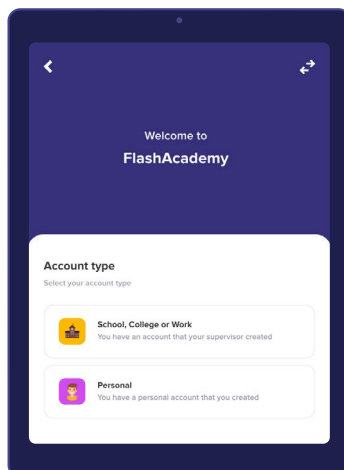 Welcome to
FlashAcademy
Account type
Select your account type
School, College or Work
You have an account that your supervisor created
Personal
You have a personal account that you created